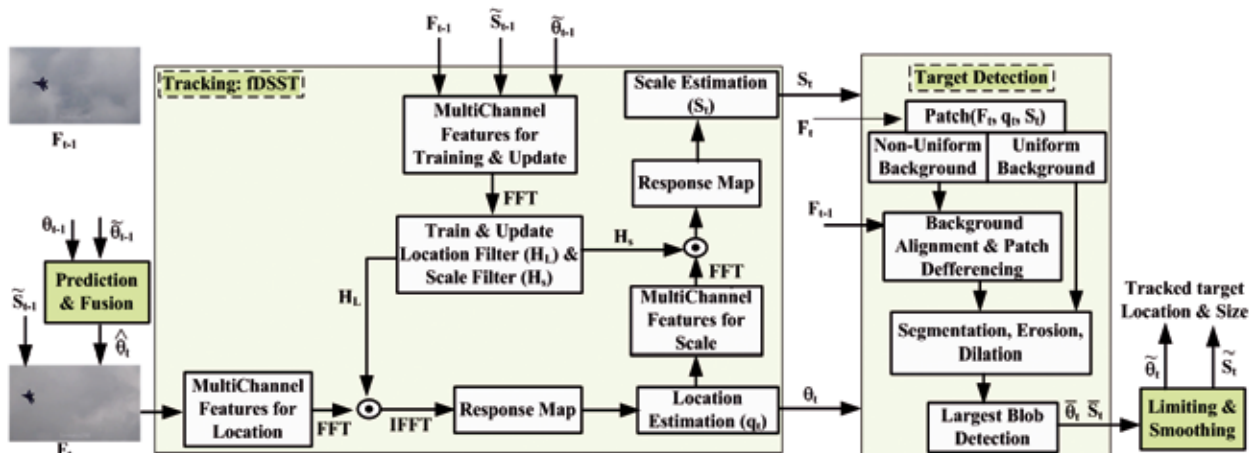 F_{t-1}
Tracking: fDSST
F_{t-1}
S̃_{t-1}
θ̃_{t-1}
MultiChannel
Features for
Training & Update
FFT
Train & Update
Location Filter (H_L) &
Scale Filter (H_s)
H_s
H_L
Scale Estimation
(S_t)
Response Map
FFT
MultiChannel
Features for
Scale
θ_{t-1}
θ̃_{t-1}
Prediction
& Fusion
S̃_{t-1}
θ̂_t
MultiChannel
Features for
Location
FFT
IFFT
Response Map
Location
Estimation (q_t)
S_t
F_t
θ_t
Target Detection
Patch(F_t, q_t, S_t)
Non-Uniform
Background
Uniform
Background
F_{t-1}
Background
Alignment & Patch
Defferencing
Segmentation, Erosion,
Dilation
Largest Blob
Detection
θ̄_t S̄_t
Tracked target
Location & Size
θ̃_t
S̃_t
Limiting &
Smoothing